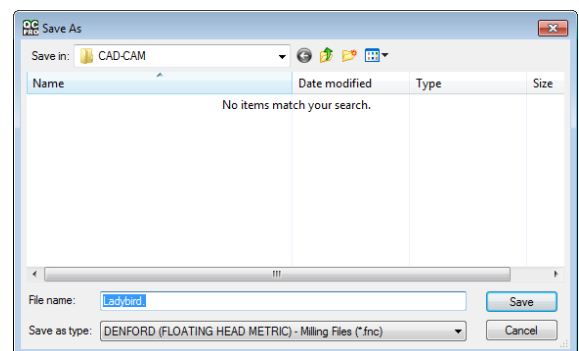 QC PRO Save As
Save in: CAD-CAM
Name Date modified Type Size
No items match your search.
File name: Ladybird.
Save Save as type: DENFORD (FLOATING HEAD METRIC) - Milling Files (*.fnc) Cancel